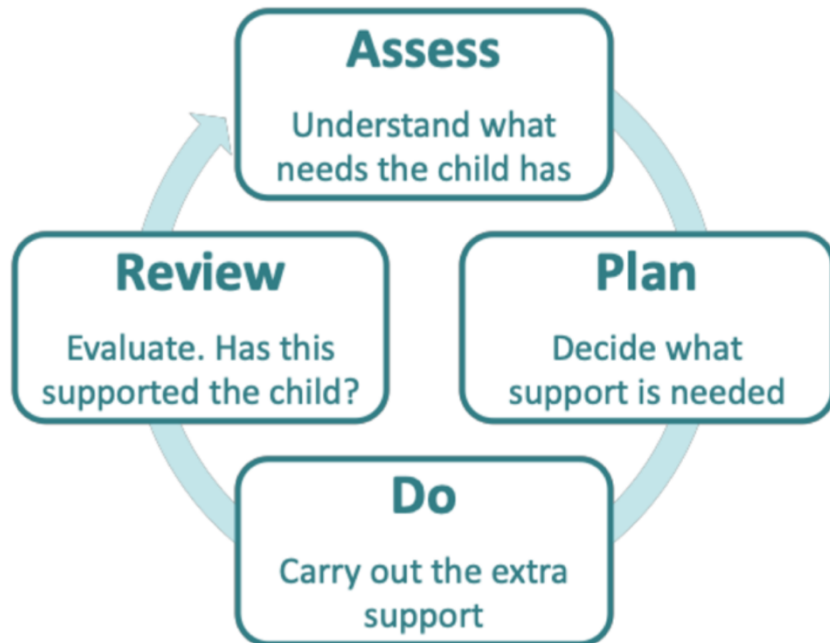 Assess
Understand what
needs the child has
Review
Evaluate. Has this
supported the child?
Plan
Decide what
support is needed
Do
Carry out the extra
support